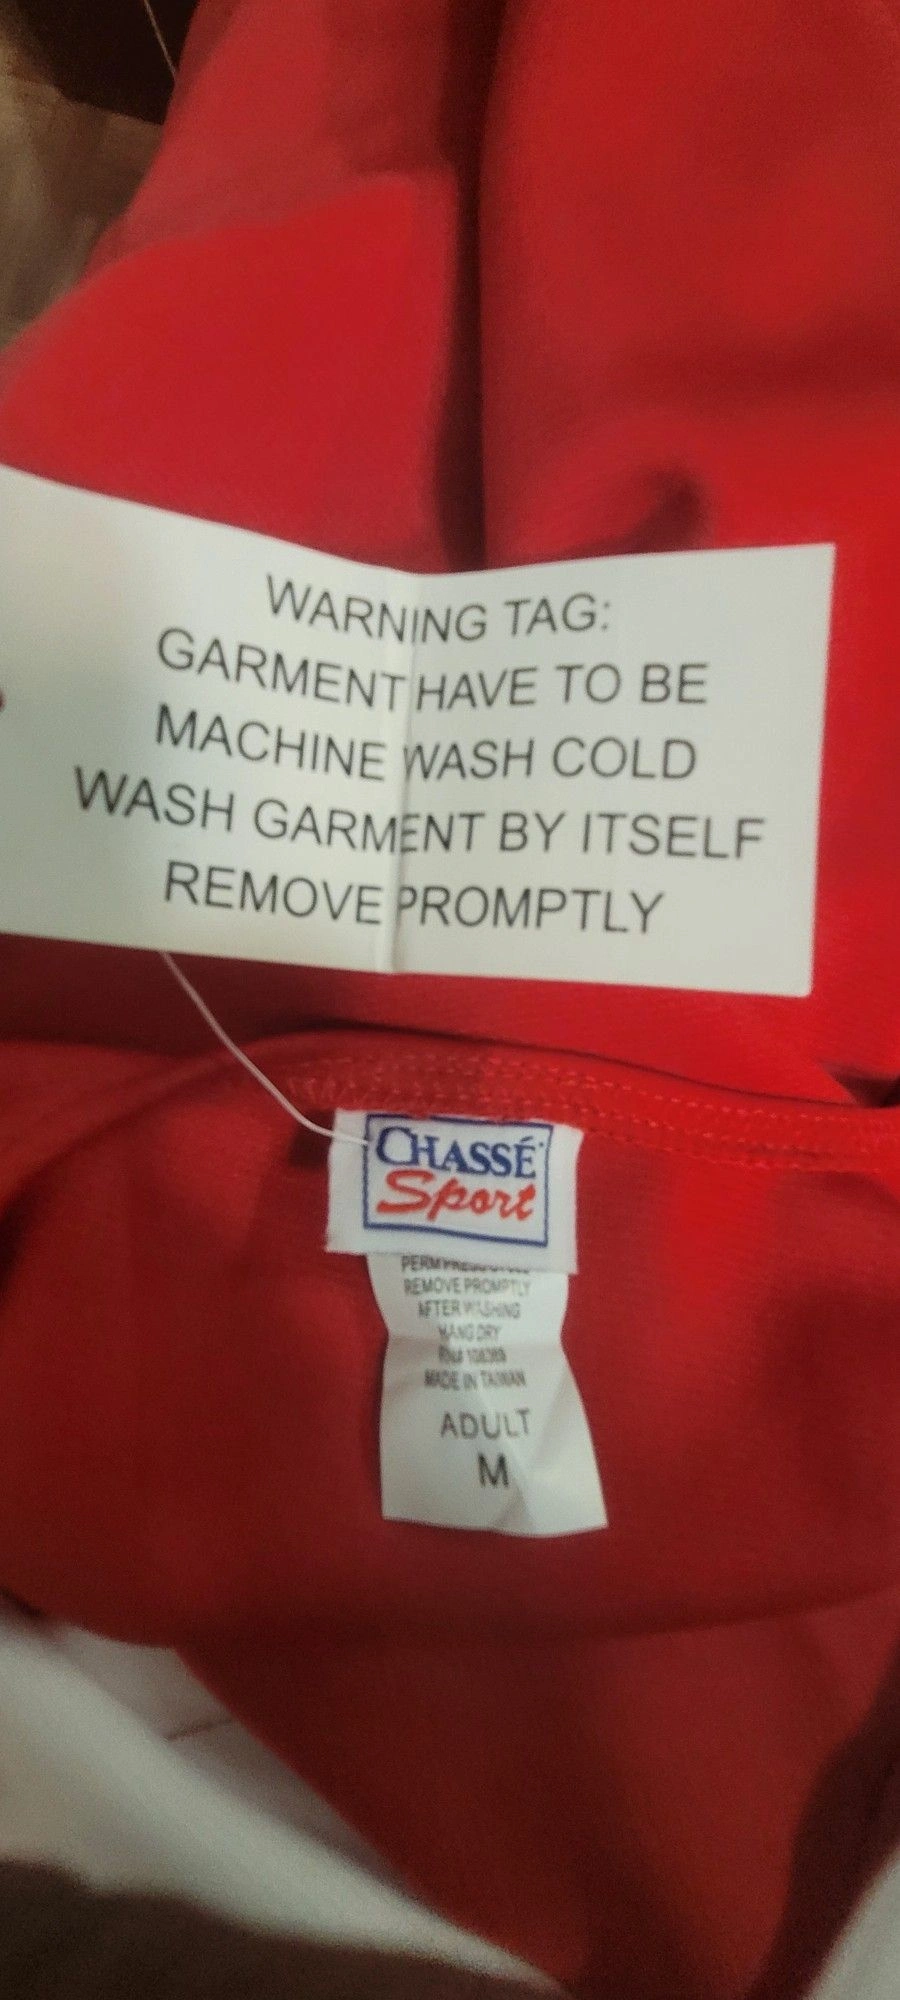 WARNING TAG:
GARMENT HAVE TO BE
MACHINE WASH COLD
WASH GARMENT BY ITSELF
REMOVE PROMPTLY
CHASSÉ
Sport
REMOVE PROMPTLY
AFTER WASHING
HANG DRY
MADE IN TAIWAN
ADULT
M